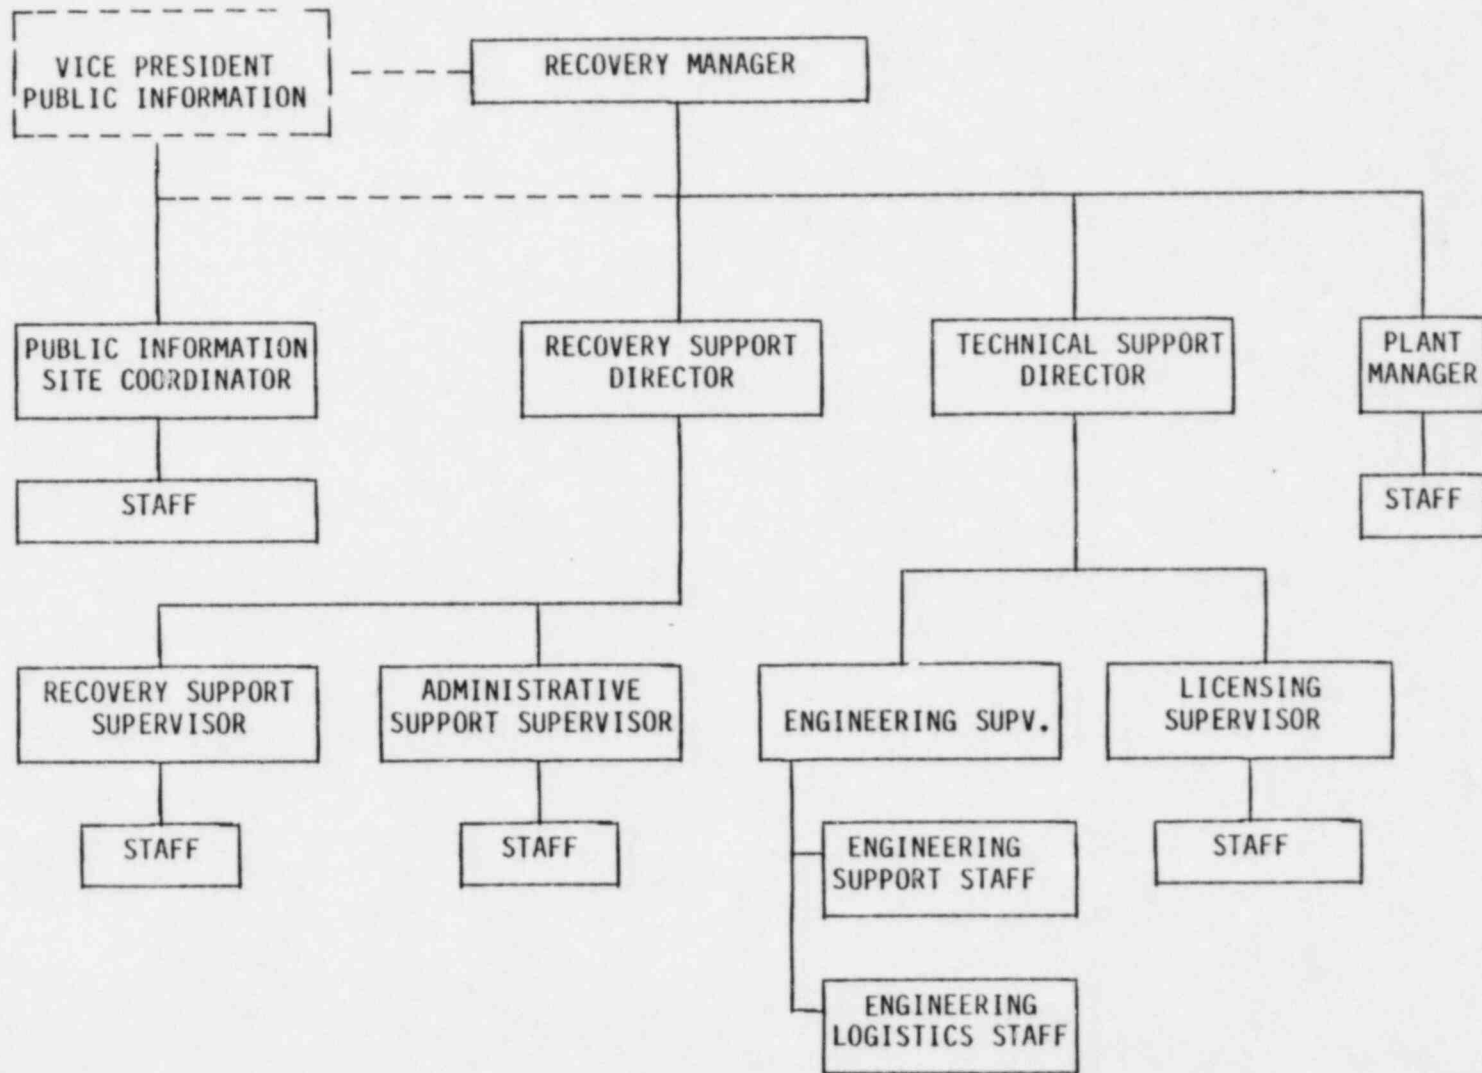 VICE PRESIDENT
PUBLIC INFORMATION
RECOVERY MANAGER
PUBLIC INFORMATION
SITE COORDINATOR
RECOVERY SUPPORT
DIRECTOR
TECHNICAL SUPPORT
DIRECTOR
PLANT
MANAGER
STAFF
STAFF
RECOVERY SUPPORT
SUPERVISOR
ADMINISTRATIVE
SUPPORT SUPERVISOR
ENGINEERING SUPV.
LICENSING
SUPERVISOR
STAFF
STAFF
ENGINEERING
SUPPORT STAFF
STAFF
ENGINEERING
LOGISTICS STAFF